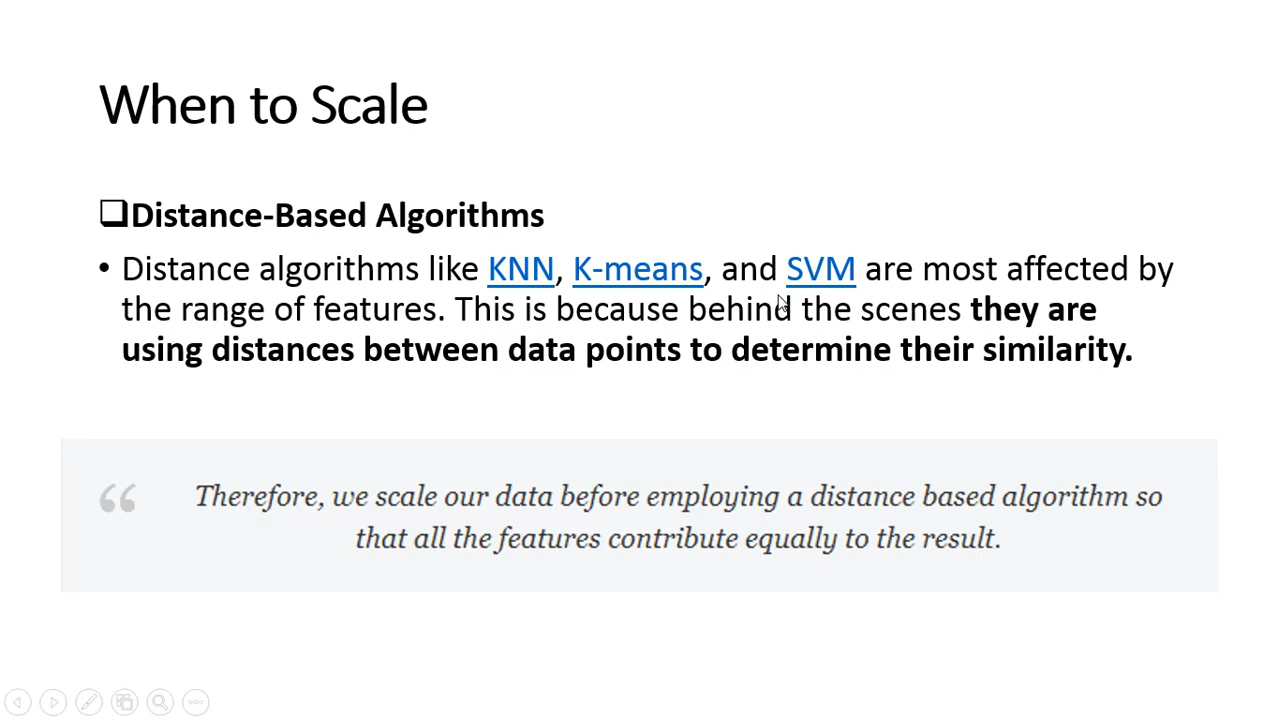 When to Scale
❑Distance-Based Algorithms
• Distance algorithms like KNN, K-means, and SVM are most affected by
the range of features. This is because behind the scenes they are
using distances between data points to determine their similarity.
“ Therefore, we scale our data before employing a distance based algorithm so
that all the features contribute equally to the result.